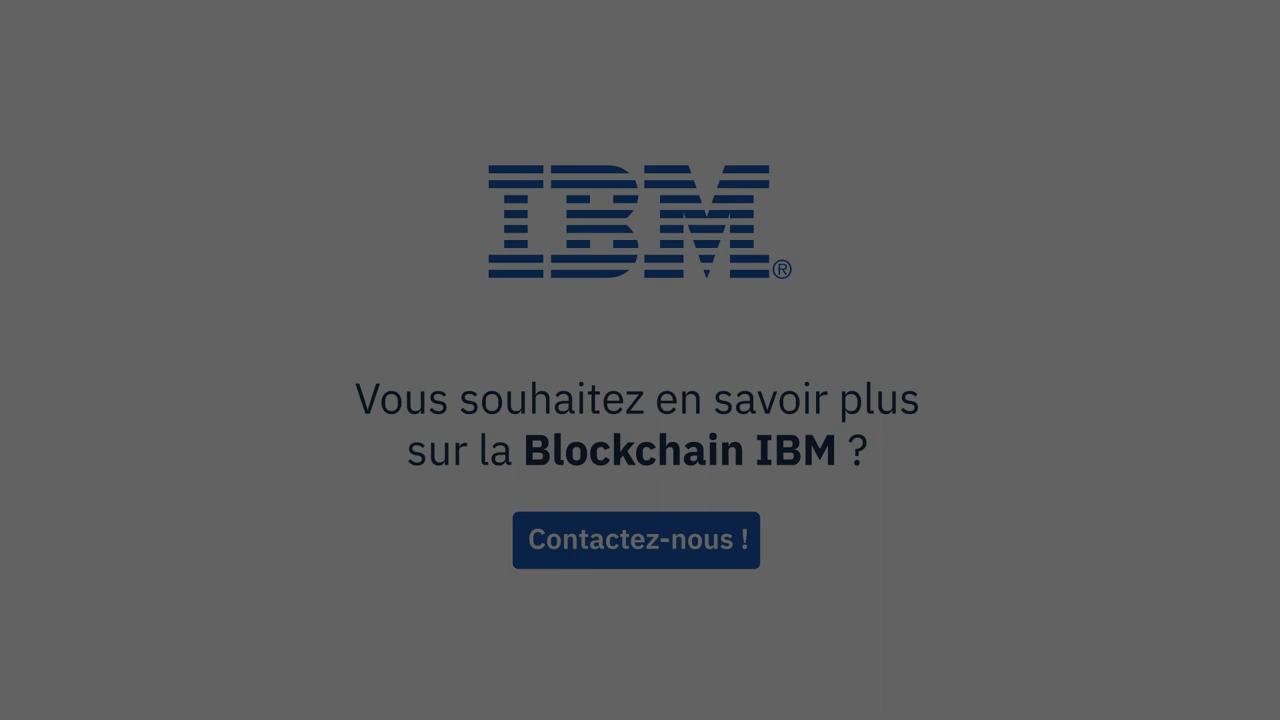 IBM®
Vous souhaitez en savoir plus
sur la Blockchain IBM ?
Contactez-nous !